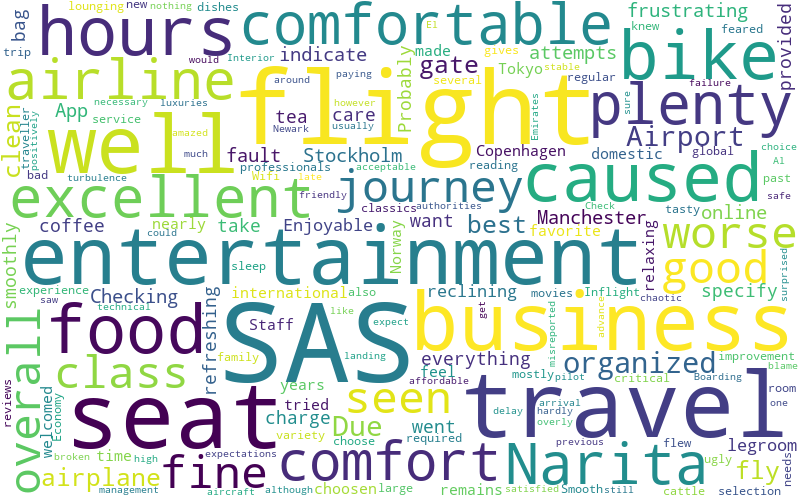 lounging new nothing dishes
bag
hours
comfortable
frustrating
El knew feared
bike
provided
trip Interior made gives
indicate gate attempts
would around paying several Tokyo stable regular
airline
flight
Probably
necessary luxuries however failure
plenty
clean
App
tea care
Emirates sure
service
traveller
positively
well
amazed Newark usually
Airport
much fault Stockholm Copenhagen domestic global choice
bad professionals acceptable reading Al
turbulence Wifi late
past
excellent
journey
caused
friendly authorities Check tasty safe
classics
coffee nearly take Enjoyable want best Manchester online
could Norway favorite
smoothly
entertainment
relaxing
worse
sleep
good
surprised
experience Checking international also reclining movies Inflight chaotic specify
saw
technical
food
refreshing
Staff
SAS
like expect
get
business
advance
misreported
improvement
overall
family landing everything
organized
blame
class
affordable feel mostly pilot critical Boarding
reviews
seat
seen
years
tried
charge
variety
Due
choose went
required
travel
arrival
delay hardly
overly
room
one
welcomed
Economy
broken time high
fine
expectations
comfort
previous flew
Narita
ugly
legroom
fly
needs
airplane
management aircraft although chosen large remains satisfied Smooth still cattle selection